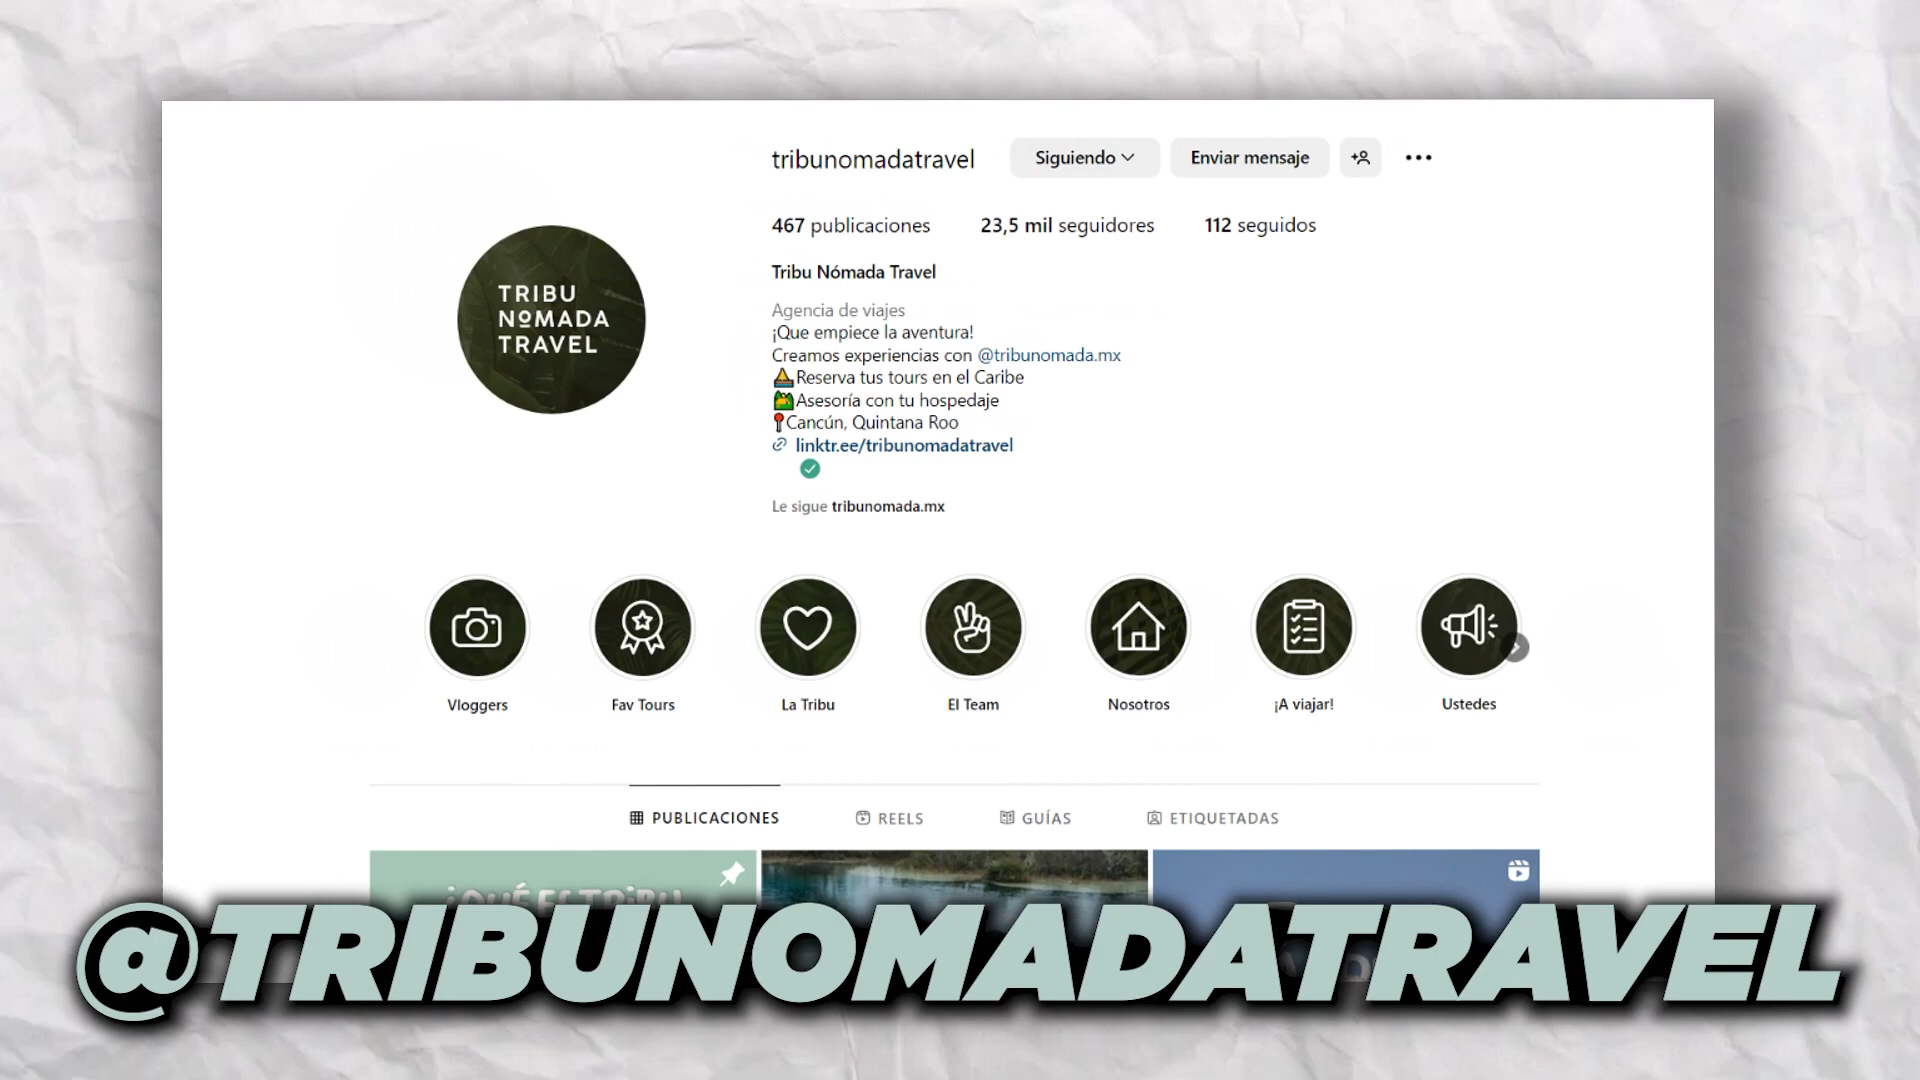 tribunomadatravel
Siguiendo
Enviar mensaje
467 publicaciones
23,5 mil seguidores
112 seguidos
Tribu Nómada Travel
TRIBU
NOMADA
TRAVEL
Agencia de viajes
¡Que empiece la aventura!
Creamos experiencias con @tribunomada.mx
Reserva tus tours en el Caribe
Asesoría con tu hospedaje
Cancún, Quintana Roo
linktr.ee/tribunomadatravel
Le sigue tribunomada.mx
Vloggers
Fav Tours
La Tribu
El Team
Nosotros
¡A viajar!
Ustedes
PUBLICACIONES
REELS
GUÍAS
ETIQUETADAS
¿QUÉ ES TRIBU
@TRIBUNOMADATRAVEL